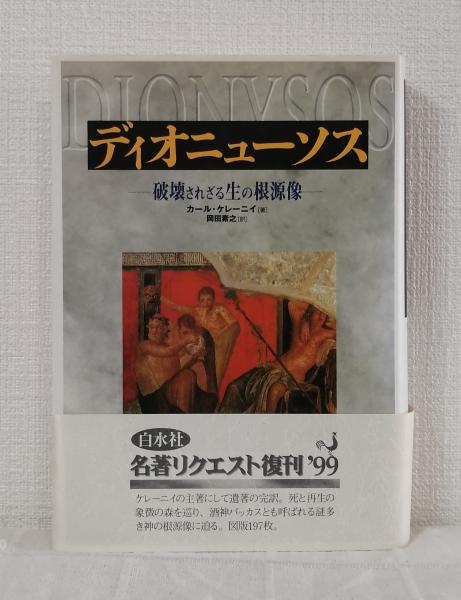 DIONYSOS
ディオニューソス
破壊されざる生の根源像
カール・ケレーニイ[著]
岡田素之[訳]
白水社
名著リクエスト復刊'99
ケレーニイの主著にして遺著の完訳。死と再生の
象徴の森を巡り、酒神バッカスとも呼ばれる謎多
き神の根源像に迫る。図版197枚。